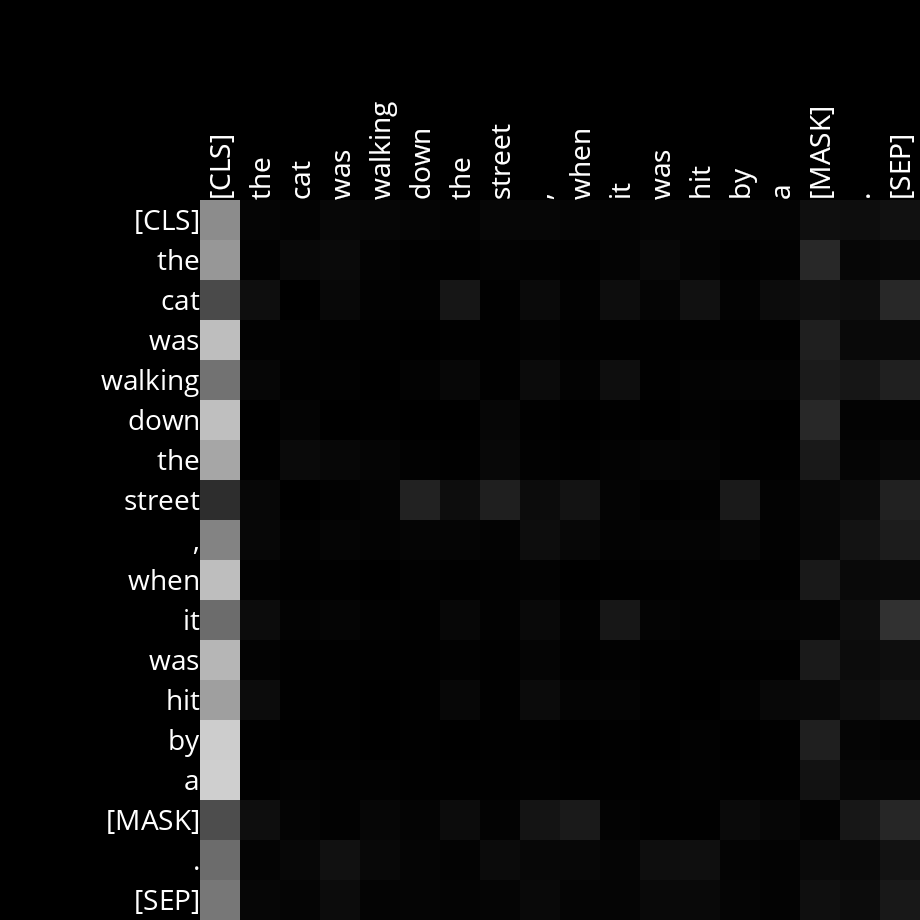 [CLS] the cat was walking down the street , when it was hit by a [MASK] . [SEP]
[CLS]
the
cat
was
walking
down
the
street
,
when
it
was
hit
by
a
[MASK]
.
[SEP]